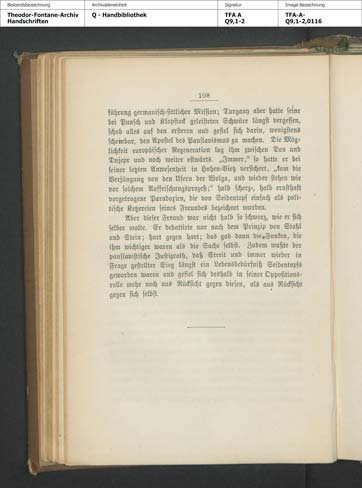 Bestandsbezeichnung
Archivalieneinheit
Signatur
Image-Bezeichnung
Theodor-Fontane-Archiv
Handschriften
Q - Handbibliothek
TFA A
Q9,1-2
TFA-A-
Q9,1-2,0116
108
führung germanisch-sittlicher Mission; Turgany aber hatte seine
bei Punsch und Klopstock geleisteten Schwüre längst vergessen,
schob alles auf den ersteren und gefiel sich darin, wenigstens
scheinbar, den Apostel des Panslavismus zu machen. Die Mög-
lichkeit europäischer Regeneration lag ihm zwischen Don und
Dnjepr und noch weiter ostwärts. „Immer,“ so hatte er bei
seiner letzten Anwesenheit in Hohen-Vietz versichert, „kam die
Verjüngung von den Ufern der Wolga, und wieder stehen wir
vor solchem Auffrischungsprozeß;“ halb scherz-, halb ernsthaft
vorgetragene Paradoxien, die von Seidentopf einfach als poli-
tische Ketzereien seines Freundes bezeichnet wurden.
Aber dieser Freund war nicht halb so schwarz, wie er sich
selber malte. Er debattirte nur nach dem Prinzip von Stahl
und Stein; hart gegen hart; das gab dann die Funken, die
ihm wichtiger waren als die Sache selbst. Zudem wußte der
panslavistische Justizrath, daß Streit und immer wieder in
Frage gestellter Sieg längst ein Lebensbedürfniß Seidentopfs
geworden waren und gefiel sich deshalb in seiner Oppositions-
rolle mehr noch aus Rücksicht gegen diesen, als aus Rücksicht
gegen sich selbst.